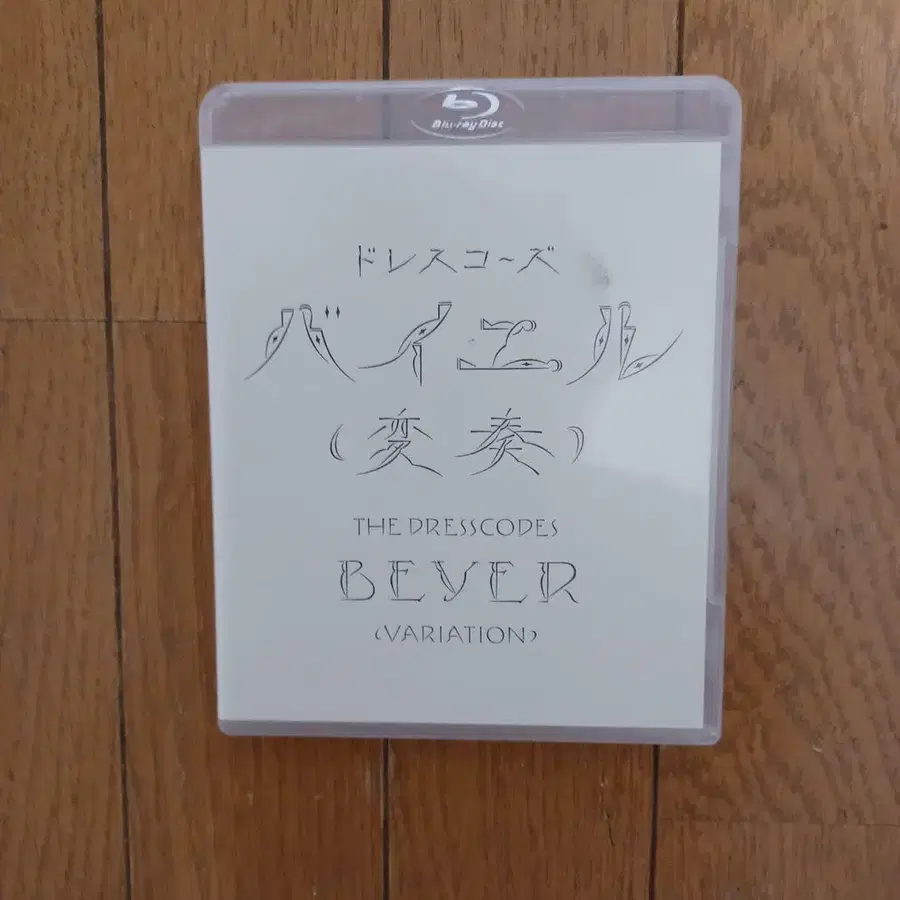 Blu-ray Disc
ドレスコーズ
バイエル
(変奏)
THE DRESSCODES
BEYER
(VARIATION)